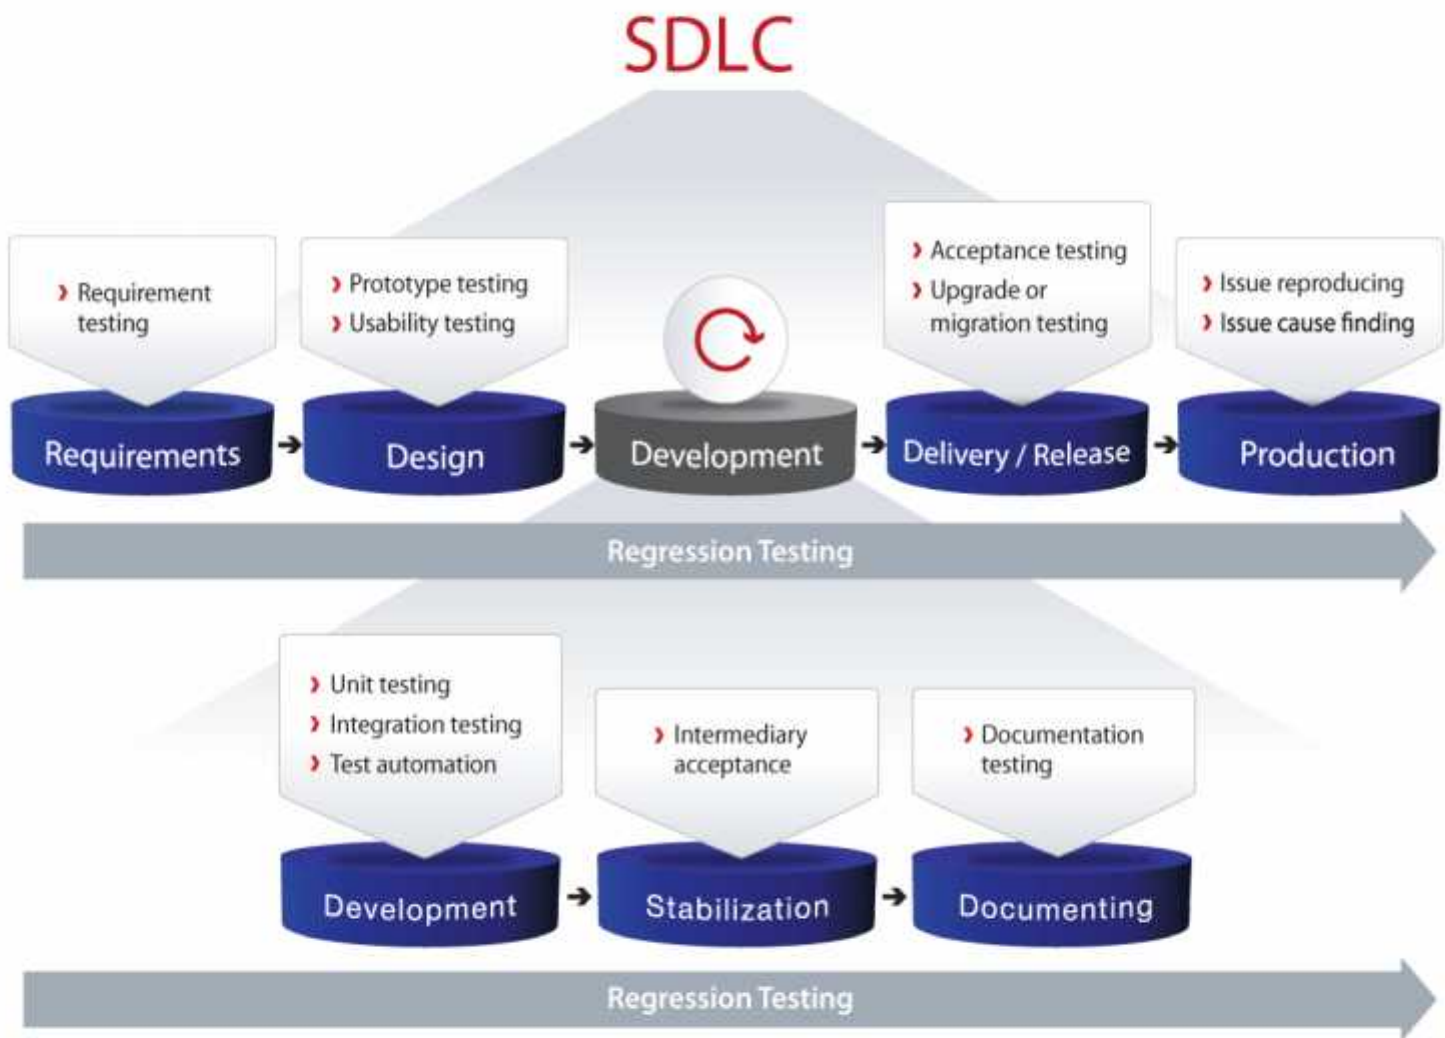 SDLC
Requirement
testing
Prototype testing
Usability testing
Acceptance testing
Upgrade or
migration testing
Issue reproducing
Issue cause finding
Requirements
Design
Development
Delivery / Release
Production
Regression Testing
Unit testing
Integration testing
Test automation
Intermediary
acceptance
Documentation
testing
Development
Stabilization
Documenting
Regression Testing